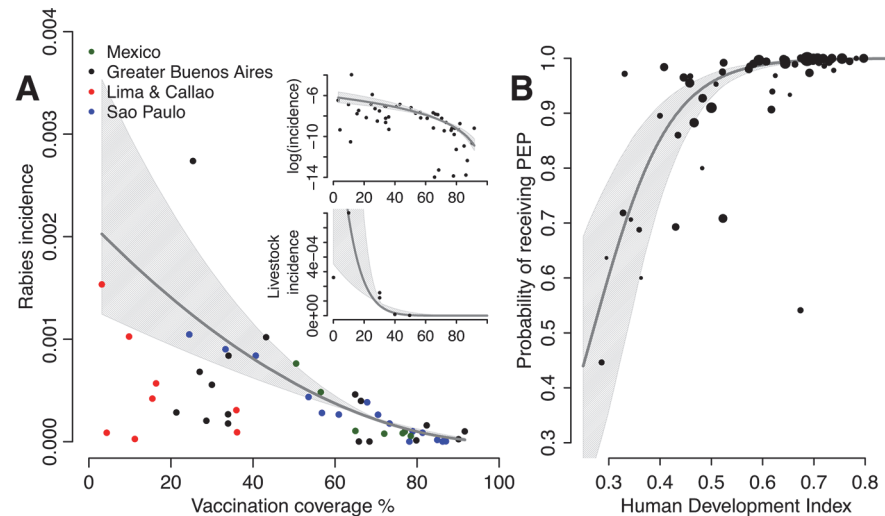 A
Mexico
Greater Buenos Aires
Lima & Callao
Sao Paulo
Rabies incidence
0.004
0.003
0.002
0.001
0.000
0 20 40 60 80 100
Vaccination coverage %
log(incidence)
−6
−10
−14
0 20 40 60 80
Livestock
incidence
4e−04
0e+00
0 20 40 60 80
B
Probability of receiving PEP
1.0
0.9
0.8
0.7
0.6
0.5
0.4
0.3
0.3 0.4 0.5 0.6 0.7 0.8
Human Development Index